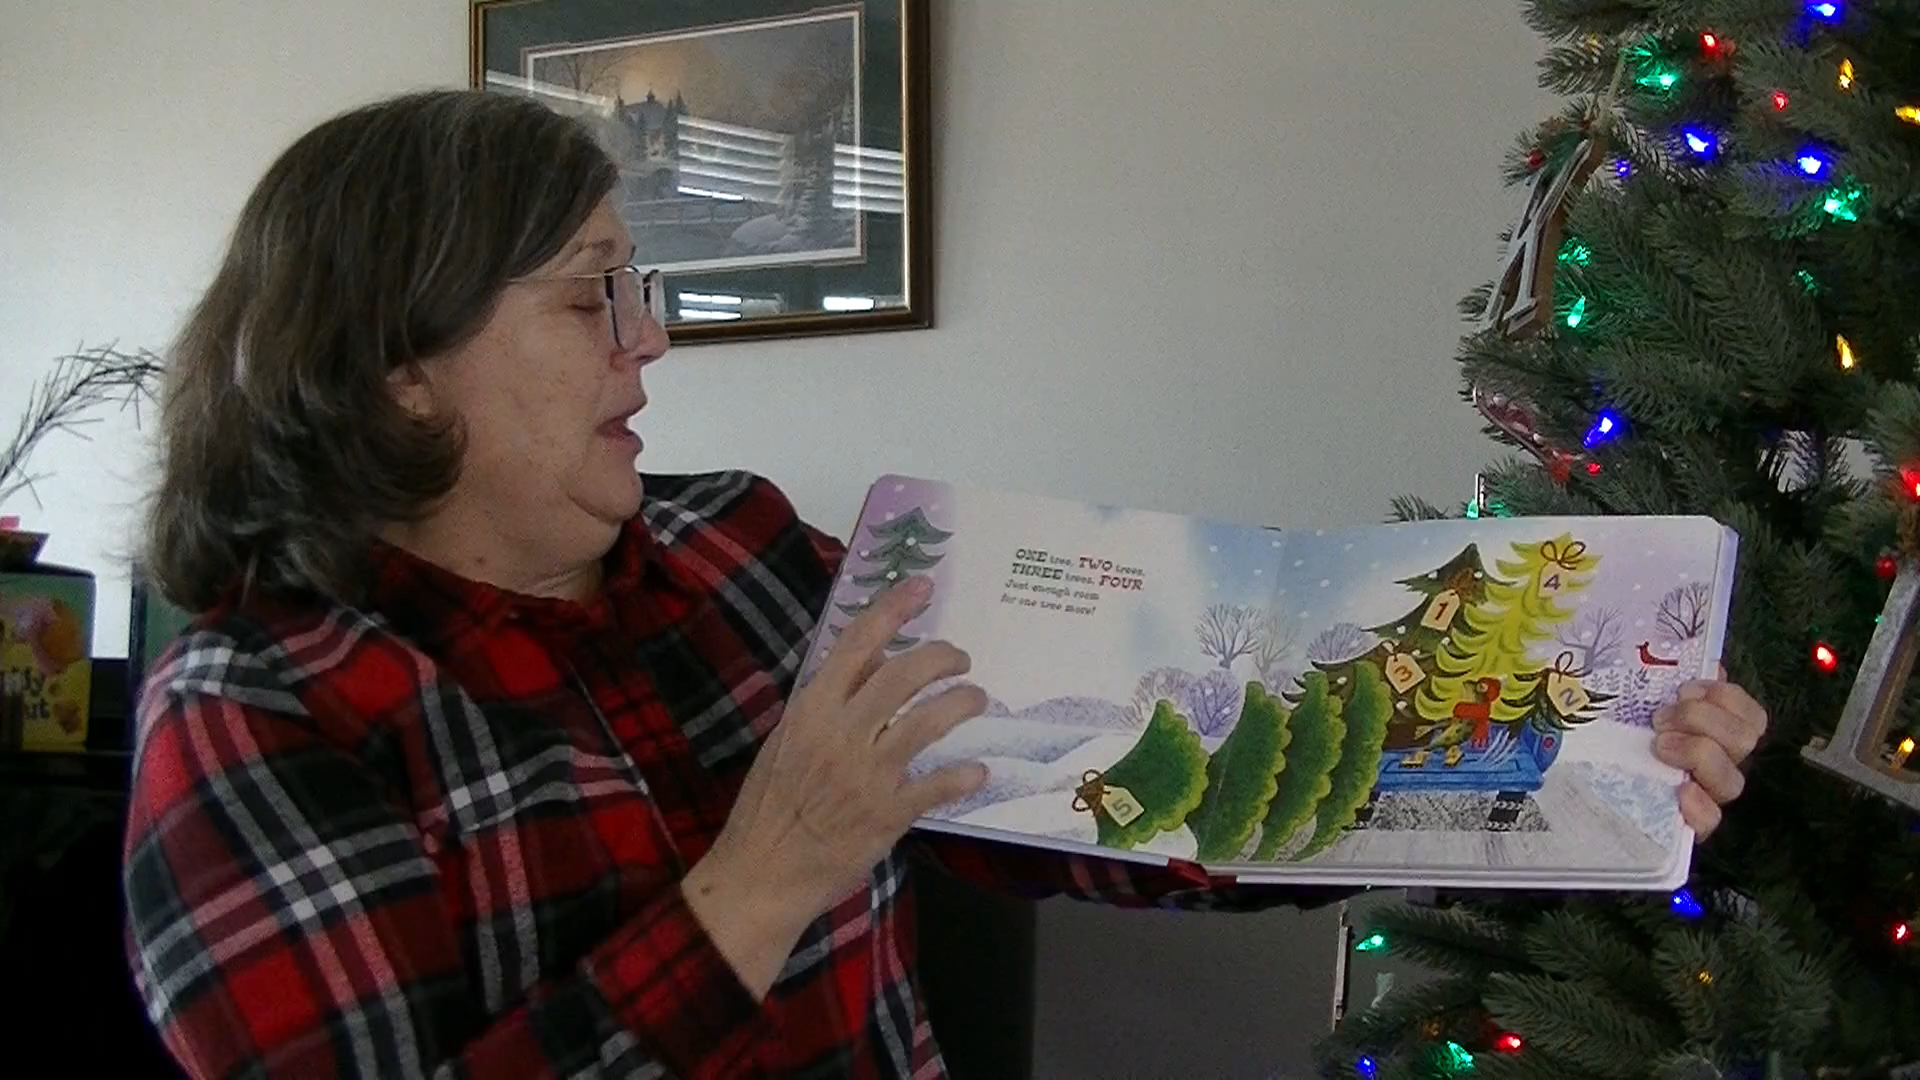 ONE tree, TWO trees,
THREE trees, FOUR
Just enough room
for one tree more!
1
4
3
2
5